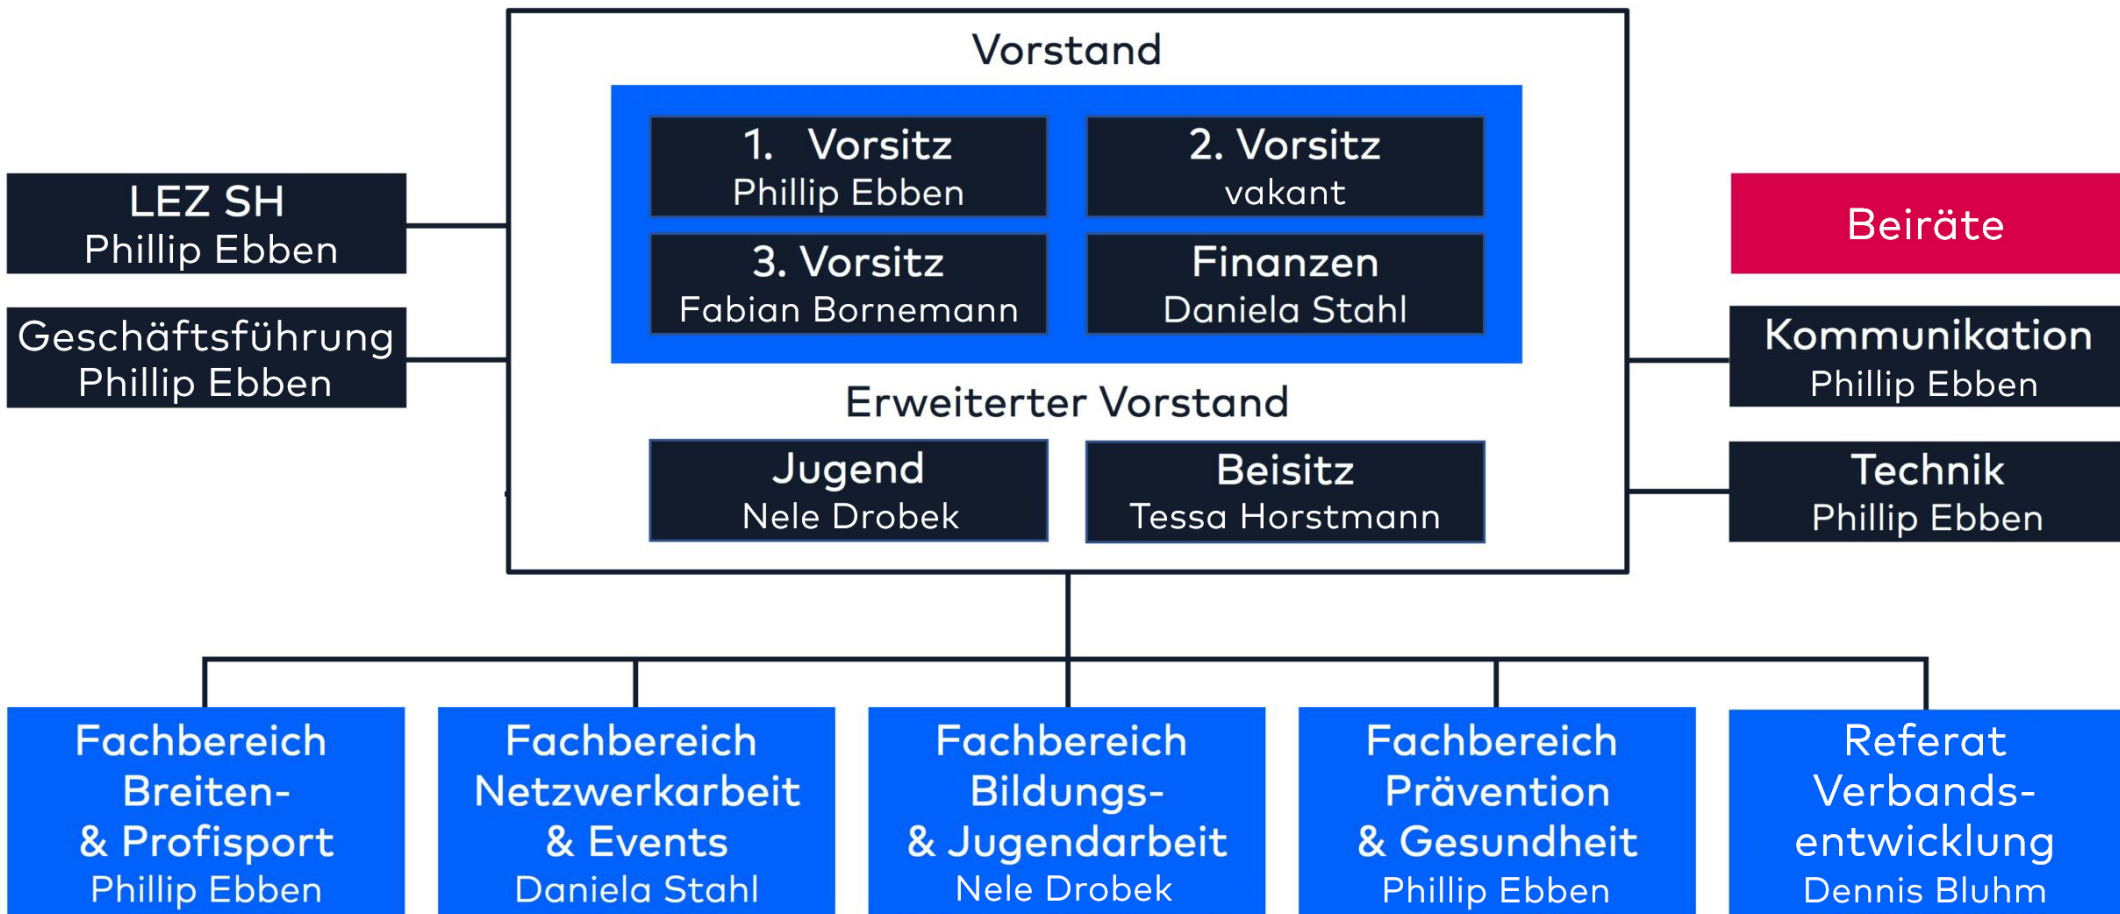 Vorstand
1. Vorsitz
Phillip Ebben
2. Vorsitz
vakant
3. Vorsitz
Fabian Bornemann
Finanzen
Daniela Stahl
Erweiterter Vorstand
Jugend
Nele Drobek
Beisitz
Tessa Horstmann
LEZ SH
Phillip Ebben
Geschäftsführung
Phillip Ebben
Beiräte
Kommunikation
Phillip Ebben
Technik
Phillip Ebben
Fachbereich
Breiten-
& Profisport
Phillip Ebben
Fachbereich
Netzwerkarbeit
& Events
Daniela Stahl
Fachbereich
Bildungs-
& Jugendarbeit
Nele Drobek
Fachbereich
Prävention
& Gesundheit
Phillip Ebben
Referat
Verbands-
entwicklung
Dennis Bluhm